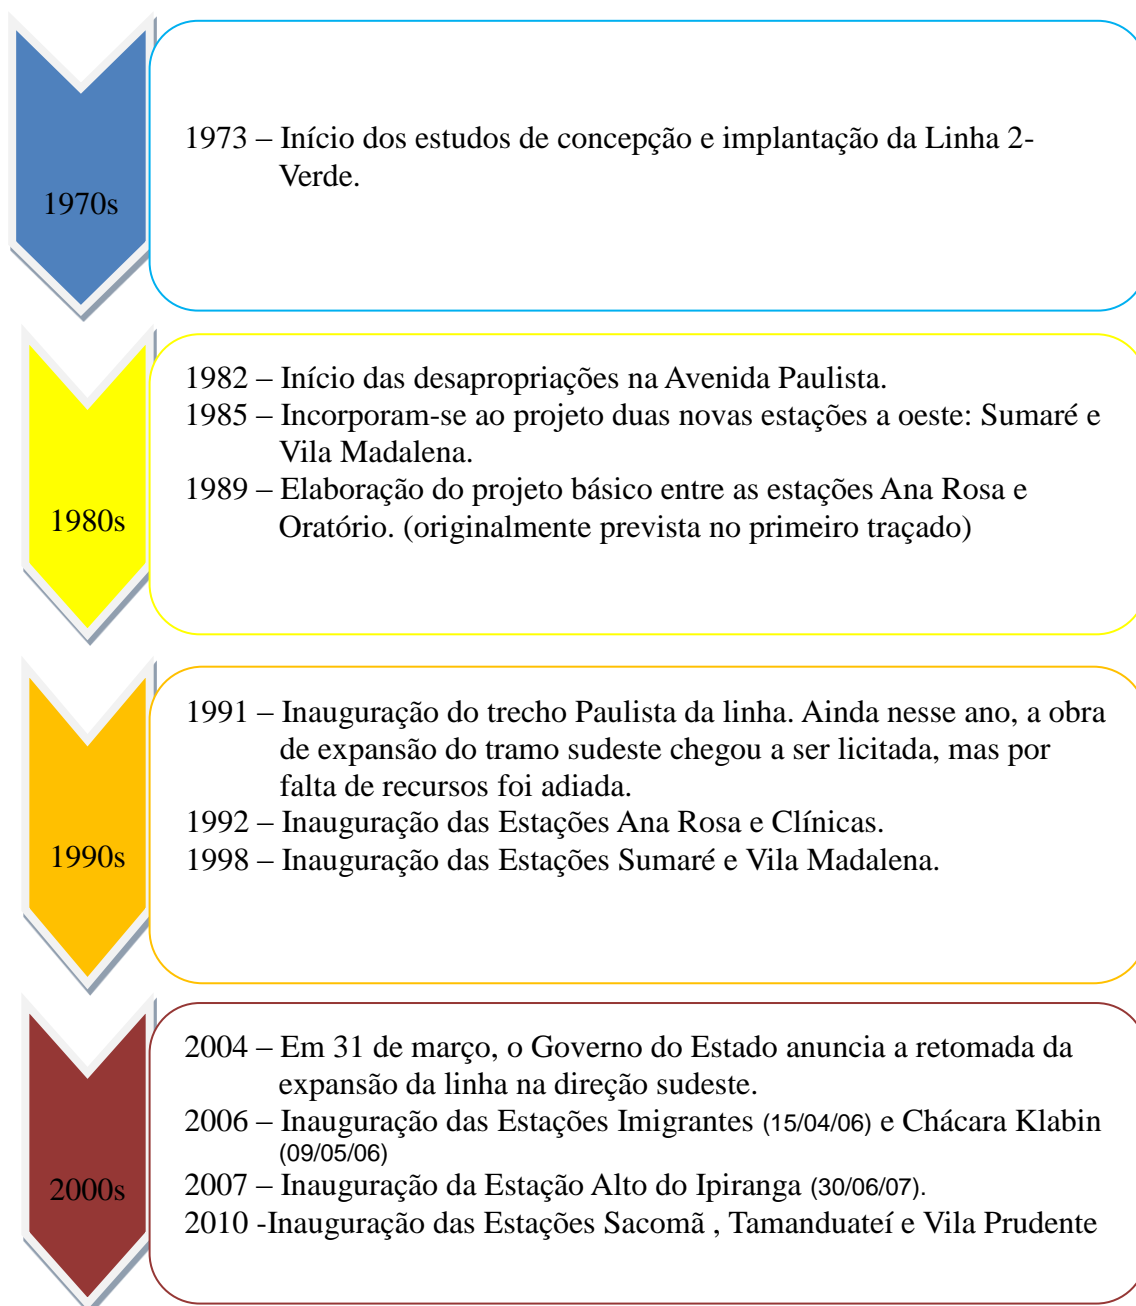 1970s
1973 – Início dos estudos de concepção e implantação da Linha 2-
Verde.
1980s
1982 – Início das desapropriações na Avenida Paulista.
1985 – Incorporam-se ao projeto duas novas estações a oeste: Sumaré e
Vila Madalena.
1989 – Elaboração do projeto básico entre as estações Ana Rosa e
Oratório. (originalmente prevista no primeiro traçado)
1990s
1991 – Inauguração do trecho Paulista da linha. Ainda nesse ano, a obra
de expansão do tramo sudeste chegou a ser licitada, mas por
falta de recursos foi adiada.
1992 – Inauguração das Estações Ana Rosa e Clínicas.
1998 – Inauguração das Estações Sumaré e Vila Madalena.
2000s
2004 – Em 31 de março, o Governo do Estado anuncia a retomada da
expansão da linha na direção sudeste.
2006 – Inauguração das Estações Imigrantes (15/04/06) e Chácara Klabin
(09/05/06)
2007 – Inauguração da Estação Alto do Ipiranga (30/06/07).
2010 -Inauguração das Estações Sacomã , Tamanduateí e Vila Prudente